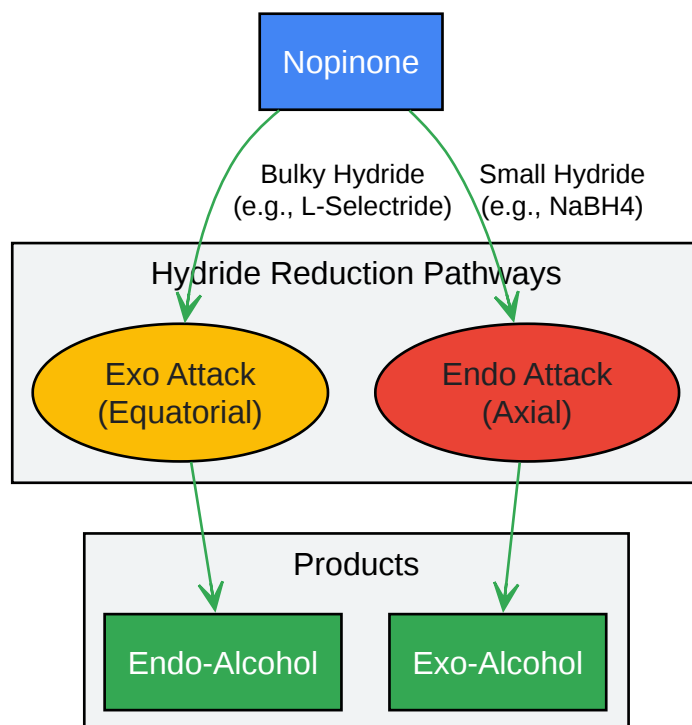 Nopinone
Bulky Hydride
(e.g., L-Selectride)
Small Hydride
(e.g., NaBH4)
Hydride Reduction Pathways
Exo Attack
(Equatorial)
Endo Attack
(Axial)
Products
Endo-Alcohol
Exo-Alcohol